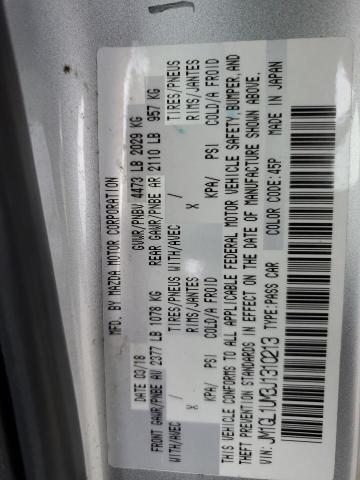 MFD. BY MAZDA MOTOR CORPORATION
DATE 03/18 GVWR/PNBV 4473 LB 2029 KG
FRONT GAWR/PNBE AV 2377 LB 1078 KG REAR GAWR/PNBE AR 2110 LB 957 KG
WITH/AVEC / TIRES/PNEUS WITH/AVEC / TIRES/PNEUS
X RIMS/JANTES X RIMS/JANTES
KPA/ PSI COLD/A FROID KPA/ PSI COLD/A FROID
THIS VEHICLE CONFORMS TO ALL APPLICABLE FEDERAL MOTOR VEHICLE SAFETY, BUMPER, AND
THEFT PREVENTION STANDARDS IN EFFECT ON THE DATE OF MANUFACTURE SHOWN ABOVE.
VIN: JM1GL1UM3J1310213 TYPE:PASS CAR COLOR CODE:45P MADE IN JAPAN